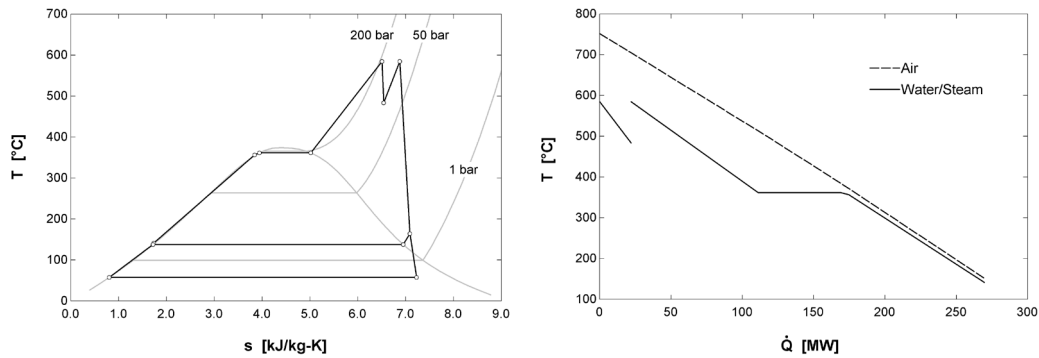 700
600
500
400
300
200
100
0
0.0 1.0 2.0 3.0 4.0 5.0 6.0 7.0 8.0 9.0
T [°C]
s [kJ/kg-K]
200 bar
50 bar
1 bar
800
700
600
500
400
300
200
100
0 50 100 150 200 250 300
T [°C]
Q̇ [MW]
Air
Water/Steam